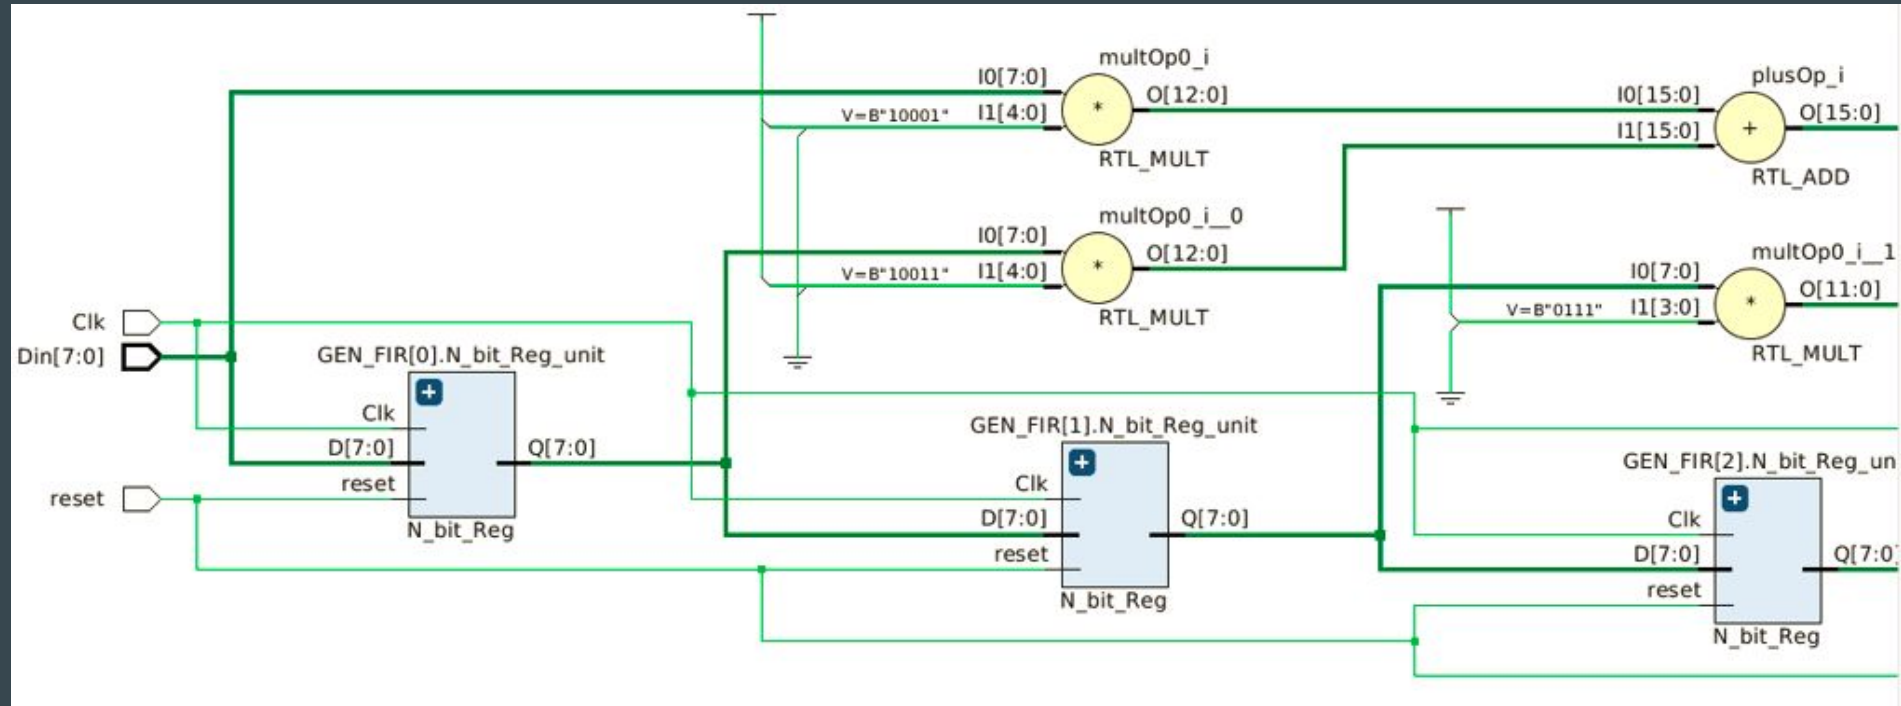 multOp0_i
I0[7:0]
O[12:0]
V=B"10001"
I1[4:0]
*
RTL_MULT
plusOp_i
I0[15:0]
O[15:0]
I1[15:0]
+
RTL_ADD
multOp0_i__0
I0[7:0]
O[12:0]
V=B"10011"
I1[4:0]
*
RTL_MULT
multOp0_i__1
I0[7:0]
O[11:0]
V=B"0111"
I1[3:0]
*
RTL_MULT
Clk
Din[7:0]
reset
GEN_FIR[0].N_bit_Reg_unit
+
Clk
D[7:0]
Q[7:0]
reset
N_bit_Reg
GEN_FIR[1].N_bit_Reg_unit
+
Clk
D[7:0]
Q[7:0]
reset
N_bit_Reg
GEN_FIR[2].N_bit_Reg_un
+
Clk
D[7:0]
Q[7:0]
reset
N_bit_Reg